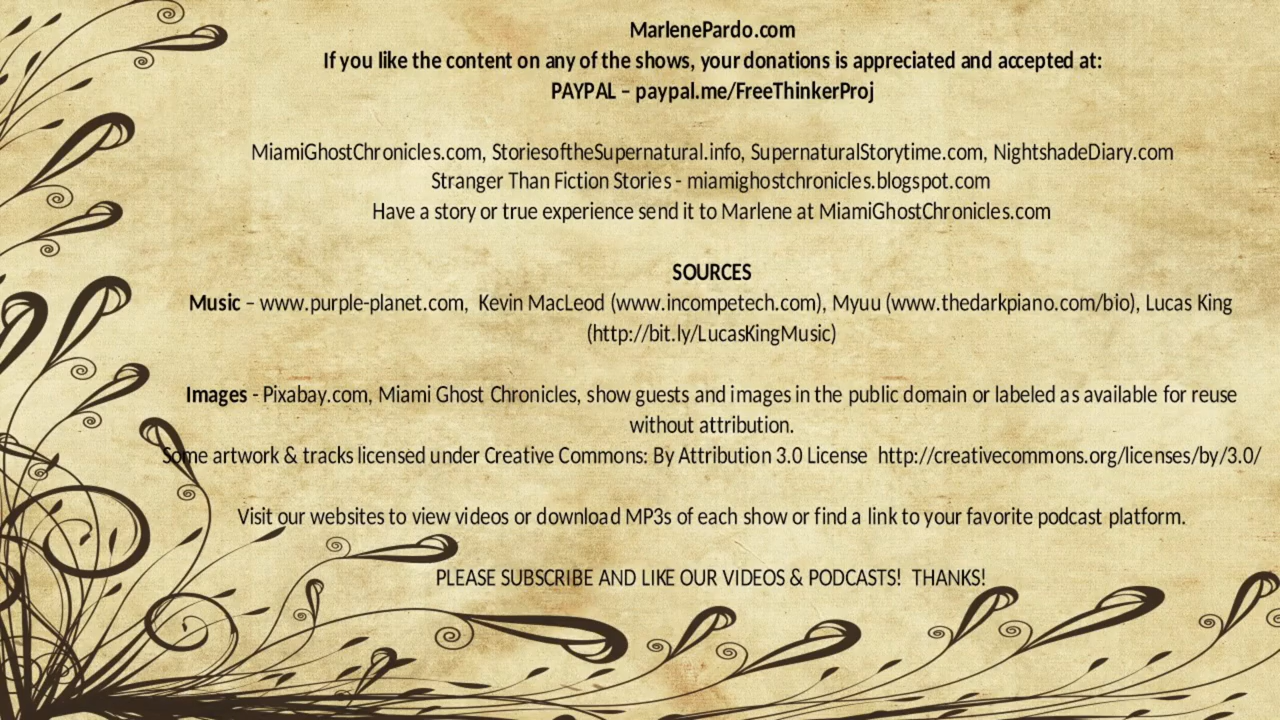 MarlenePardo.com
If you like the content on any of the shows, your donations is appreciated and accepted at:
PAYPAL – paypal.me/FreeThinkerProj
MiamiGhostChronicles.com, StoriesoftheSupernatural.info, SupernaturalStorytime.com, NightshadeDiary.com
Stranger Than Fiction Stories - miamighostchronicles.blogspot.com
Have a story or true experience send it to Marlene at MiamiGhostChronicles.com
SOURCES
Music – www.purple-planet.com,  Kevin MacLeod (www.incompetech.com), Myuu (www.thedarkpiano.com/bio), Lucas King
(http://bit.ly/LucasKingMusic)
Images - Pixabay.com, Miami Ghost Chronicles, show guests and images in the public domain or labeled as available for reuse
without attribution.
Some artwork & tracks licensed under Creative Commons: By Attribution 3.0 License  http://creativecommons.org/licenses/by/3.0/
Visit our websites to view videos or download MP3s of each show or find a link to your favorite podcast platform.
PLEASE SUBSCRIBE AND LIKE OUR VIDEOS & PODCASTS!  THANKS!